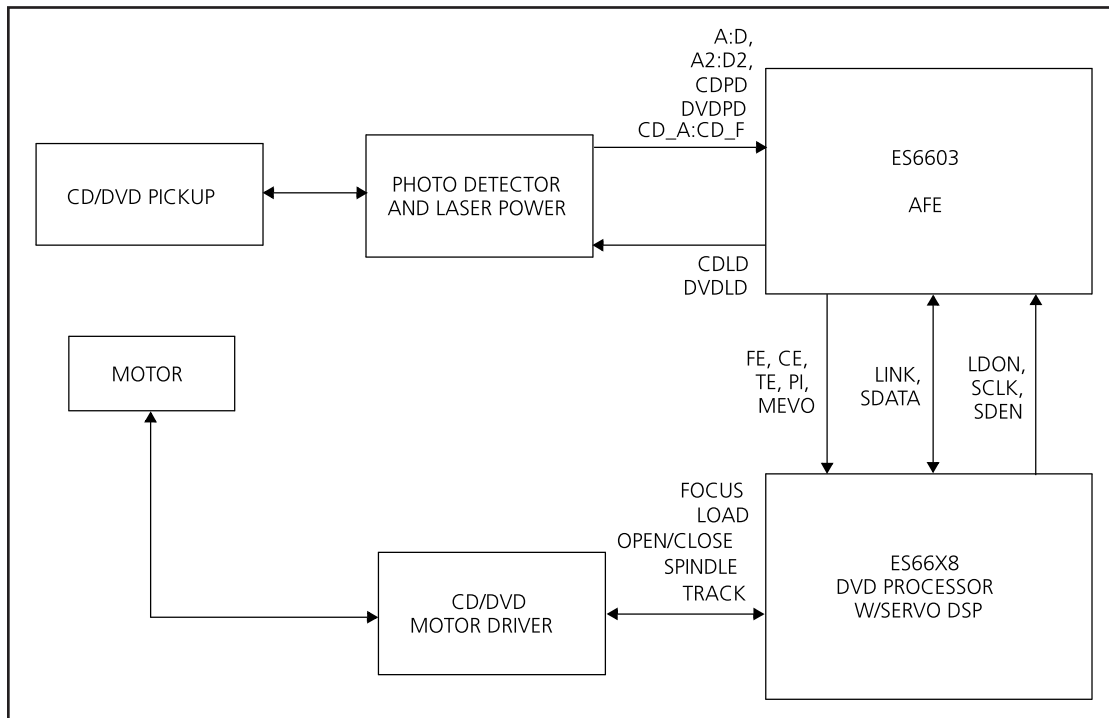 A:D,
A2:D2,
CDPD
DVDPD
CD_A:CD_F
CD/DVD PICKUP
PHOTO DETECTOR
AND LASER POWER
ES6603
AFE
CDLD
DVDLD
MOTOR
FE, CE,
TE, PI,
MEVO
LINK,
SDATA
LDON,
SCLK,
SDEN
FOCUS
LOAD
OPEN/CLOSE
SPINDLE
TRACK
CD/DVD
MOTOR DRIVER
ES66X8
DVD PROCESSOR
W/SERVO DSP